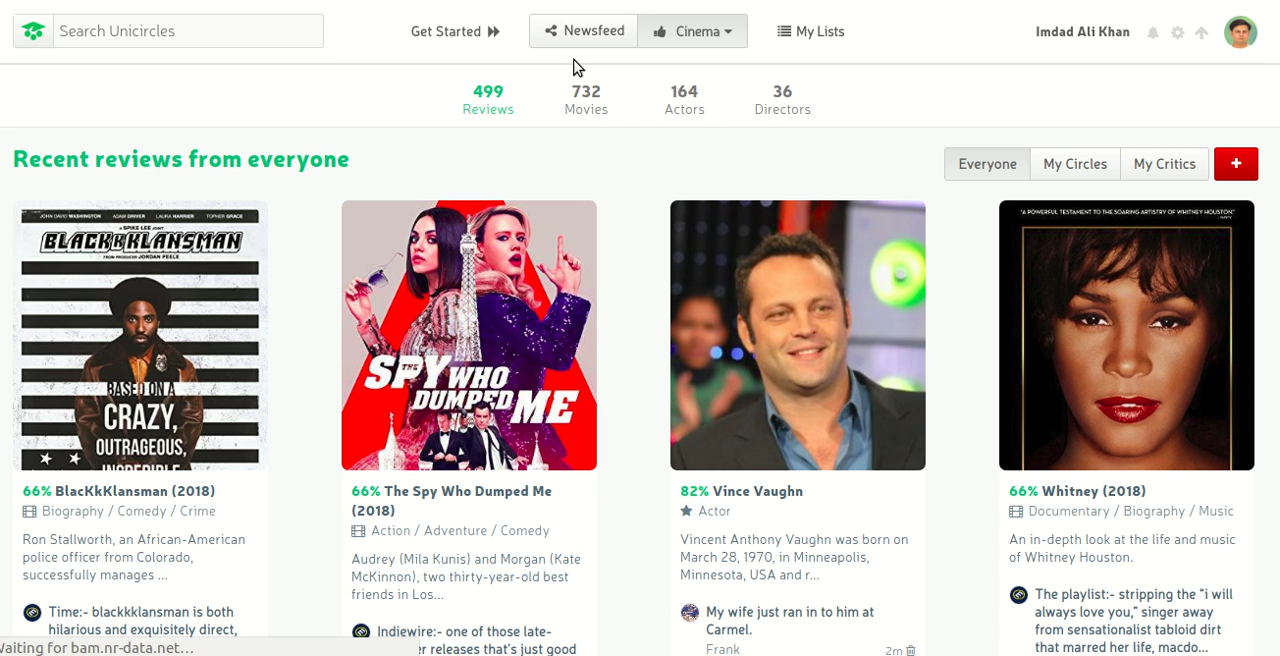 Search Unicircles
Get Started
Newsfeed
Cinema
My Lists
Imdad Ali Khan
499
Reviews
732
Movies
164
Actors
36
Directors
Recent reviews from everyone
Everyone
My Circles
My Critics
+
JOHN DAVID WASHINGTON ADAM DRIVER LAURA HARRIER TOPHER GRACE
A SPIKE LEE JOINT
BLACKkKLANSMAN
FROM PRODUCER JORDAN PEELE
BASED ON A
CRAZY,
OUTRAGEOUS,
INCREDIBLE
66% BlacKkKlansman (2018)
Biography / Comedy / Crime
Ron Stallworth, an African-American
police officer from Colorado,
successfully manages ...
Time:- blackkklansman is both
hilarious and exquisitely direct,
THE
SPY WHO
DUMPED
ME
66% The Spy Who Dumped Me
(2018)
Action / Adventure / Comedy
Audrey (Mila Kunis) and Morgan (Kate
McKinnon), two thirty-year-old best
friends in Los...
Indiewire:- one of those late-
er releases that's just good
82% Vince Vaughn
Actor
Vincent Anthony Vaughn was born on
March 28, 1970, in Minneapolis,
Minnesota, USA and r...
My wife just ran in to him at
Carmel.
Frank
2m
"A POWERFUL TESTAMENT TO THE SOARING ARTISTRY OF WHITNEY HOUSTON."
66% Whitney (2018)
Documentary / Biography / Music
An in-depth look at the life and music
of Whitney Houston.
The playlist:- stripping the “i will
always love you,” singer away
from sensationalist tabloid dirt
that marred her life, macdo...
Waiting for bam.nr-data.net...